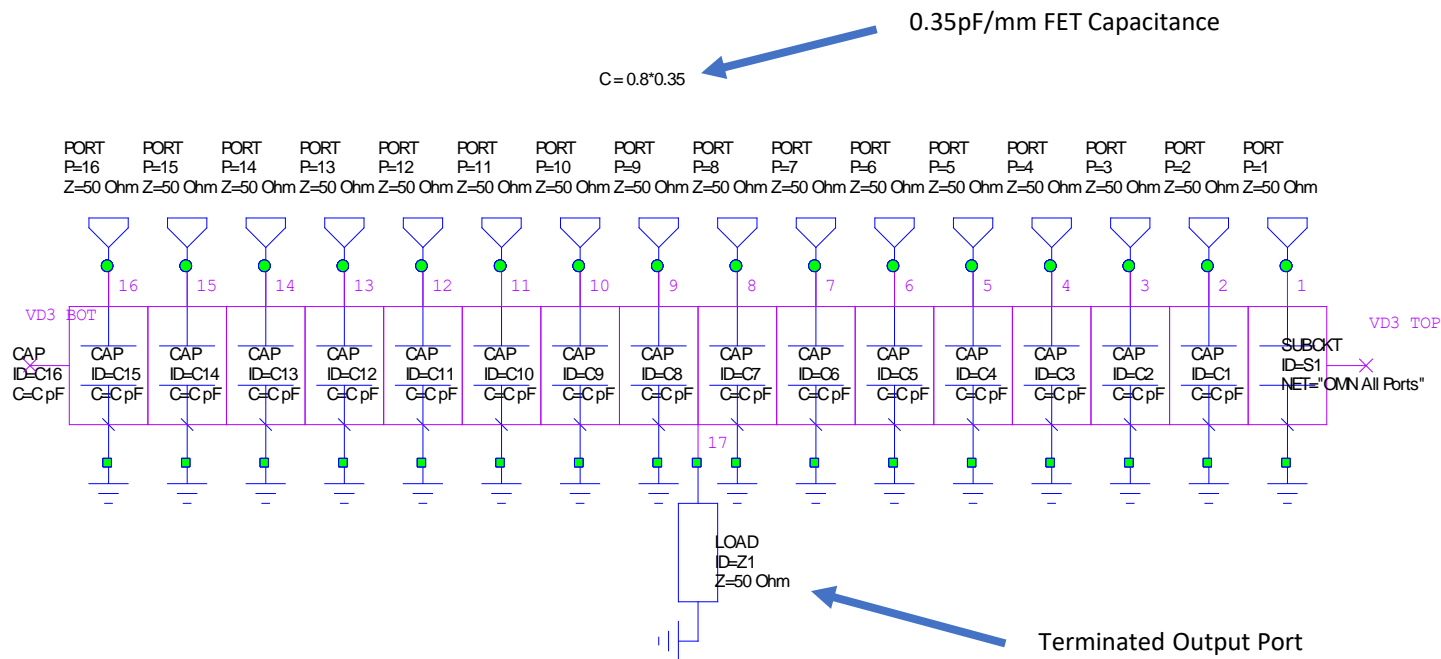 0.35pF/mm FET Capacitance
C = 0.8*0.35
PORT PORT PORT PORT PORT PORT PORT PORT PORT PORT PORT PORT PORT PORT PORT PORT
P=16 P=15 P=14 P=13 P=12 P=11 P=10 P=9 P=8 P=7 P=6 P=5 P=4 P=3 P=2 P=1
Z=50 Ohm Z=50 Ohm Z=50 Ohm Z=50 Ohm Z=50 Ohm Z=50 Ohm Z=50 Ohm Z=50 Ohm Z=50 Ohm Z=50 Ohm Z=50 Ohm Z=50 Ohm Z=50 Ohm Z=50 Ohm Z=50 Ohm Z=50 Ohm
16 15 14 13 12 11 10 9 8 7 6 5 4 3 2 1
VD3 BOT VD3 TOP
CAP CAP CAP CAP CAP CAP CAP CAP CAP CAP CAP CAP CAP CAP CAP CAP SUBCKT
ID=C16 ID=C15 ID=C14 ID=C13 ID=C12 ID=C11 ID=C10 ID=C9 ID=C8 ID=C7 ID=C6 ID=C5 ID=C4 ID=C3 ID=C2 ID=C1 ID=S1
C=C pF C=C pF C=C pF C=C pF C=C pF C=C pF C=C pF C=C pF C=C pF C=C pF C=C pF C=C pF C=C pF C=C pF C=C pF C=C pF NET="OMN All Ports"
17
LOAD
ID=Z1
Z=50 Ohm
Terminated Output Port